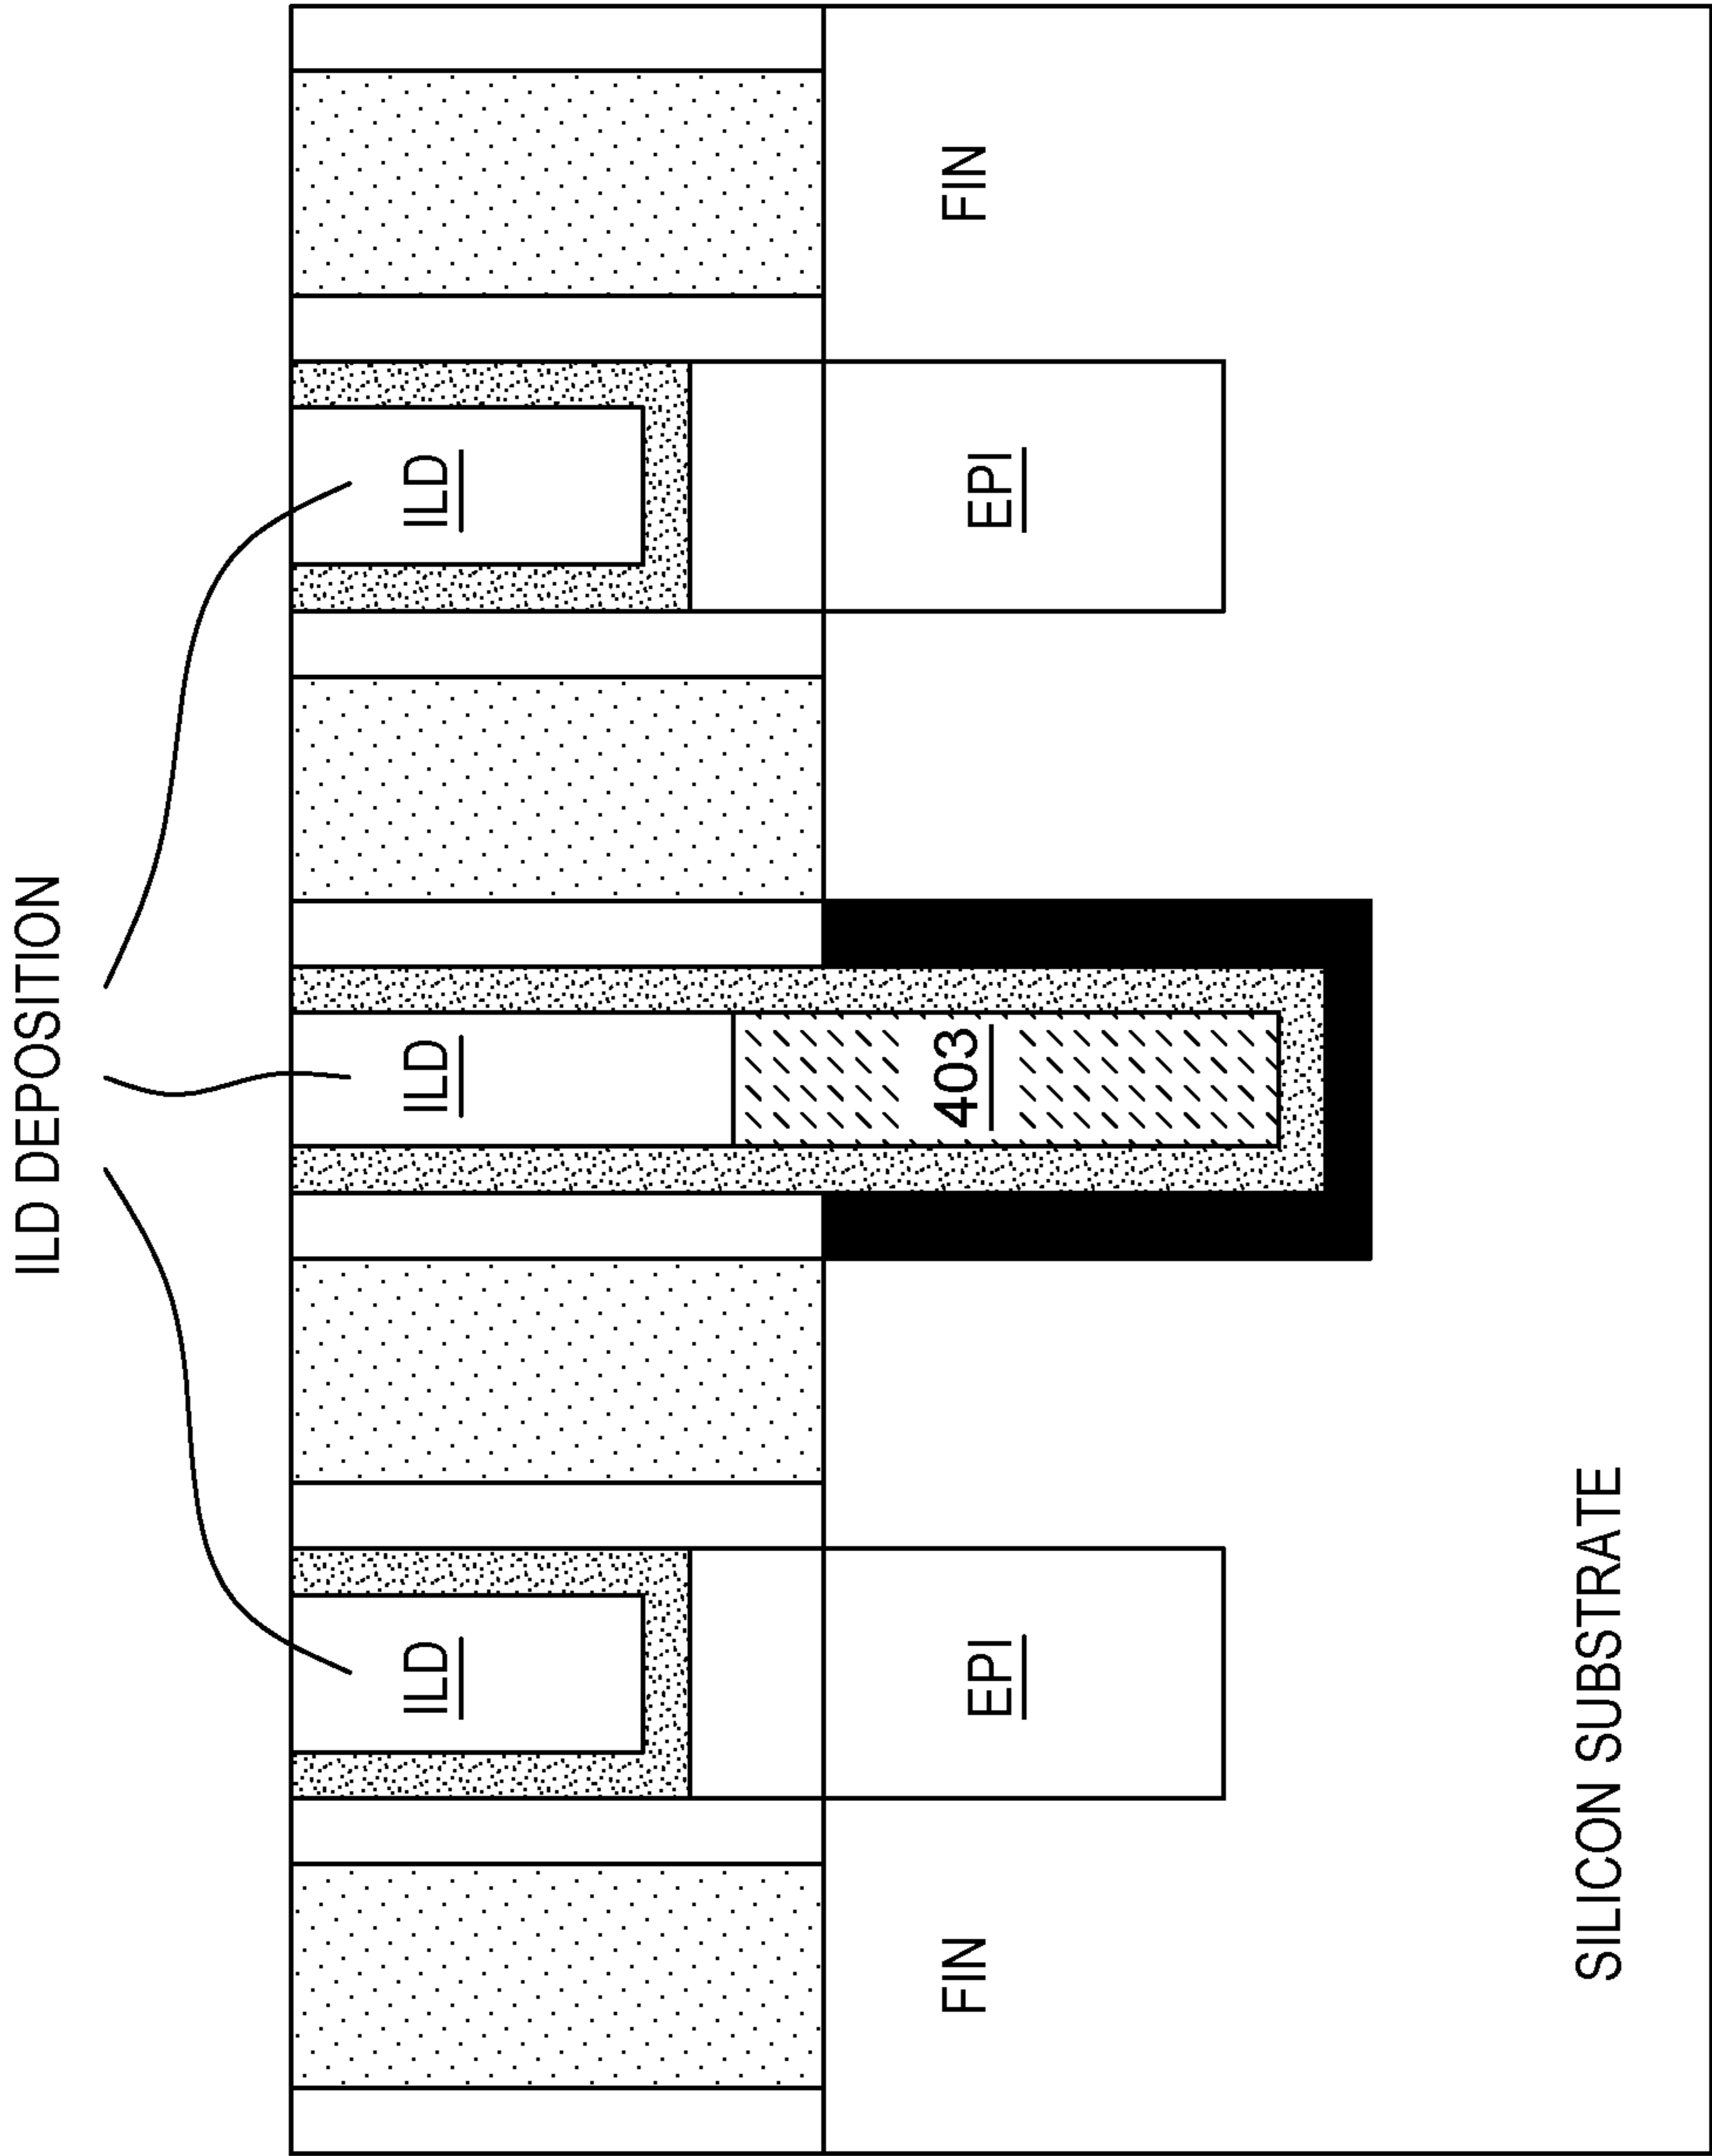 ILD DEPOSITION
ILD
ILD
ILD
FIN
EPI
403
EPI
FIN
SILICON SUBSTRATE